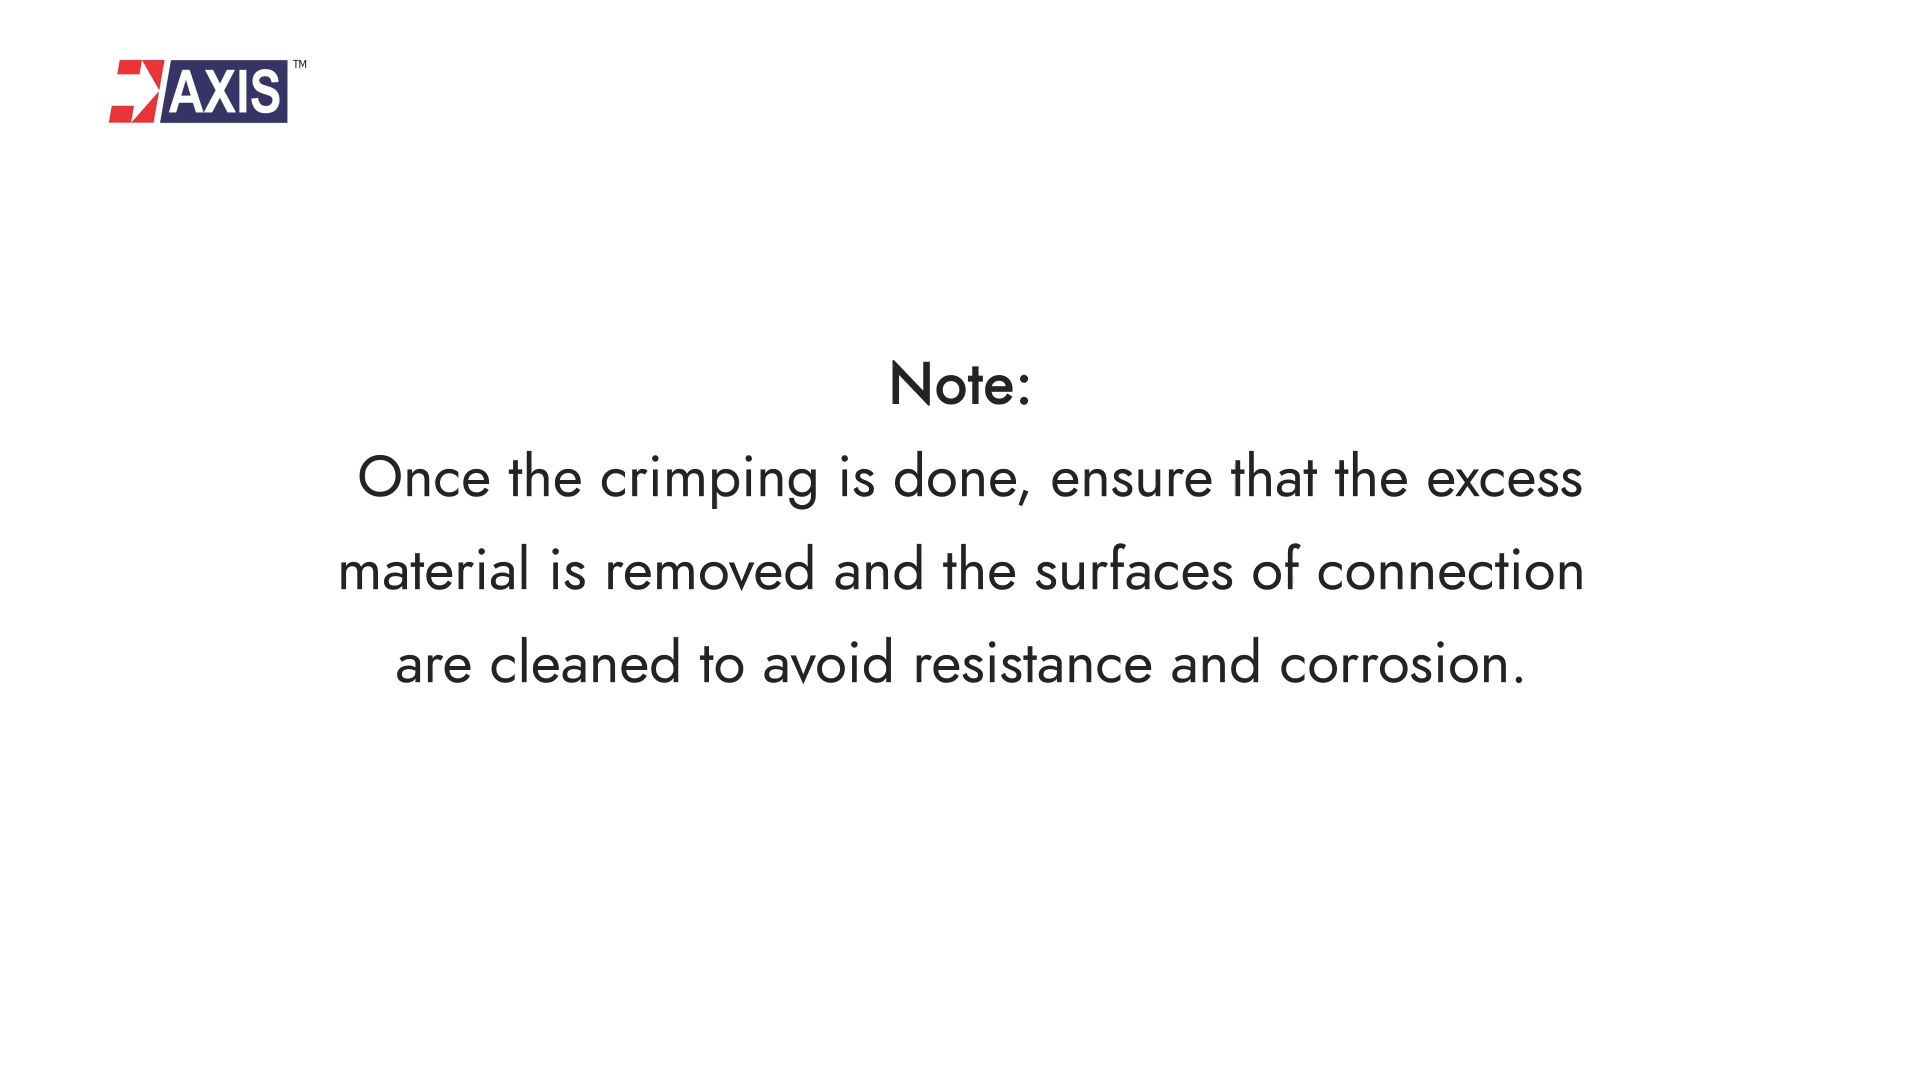 AXIS™
Note:
Once the crimping is done, ensure that the excess
material is removed and the surfaces of connection
are cleaned to avoid resistance and corrosion.